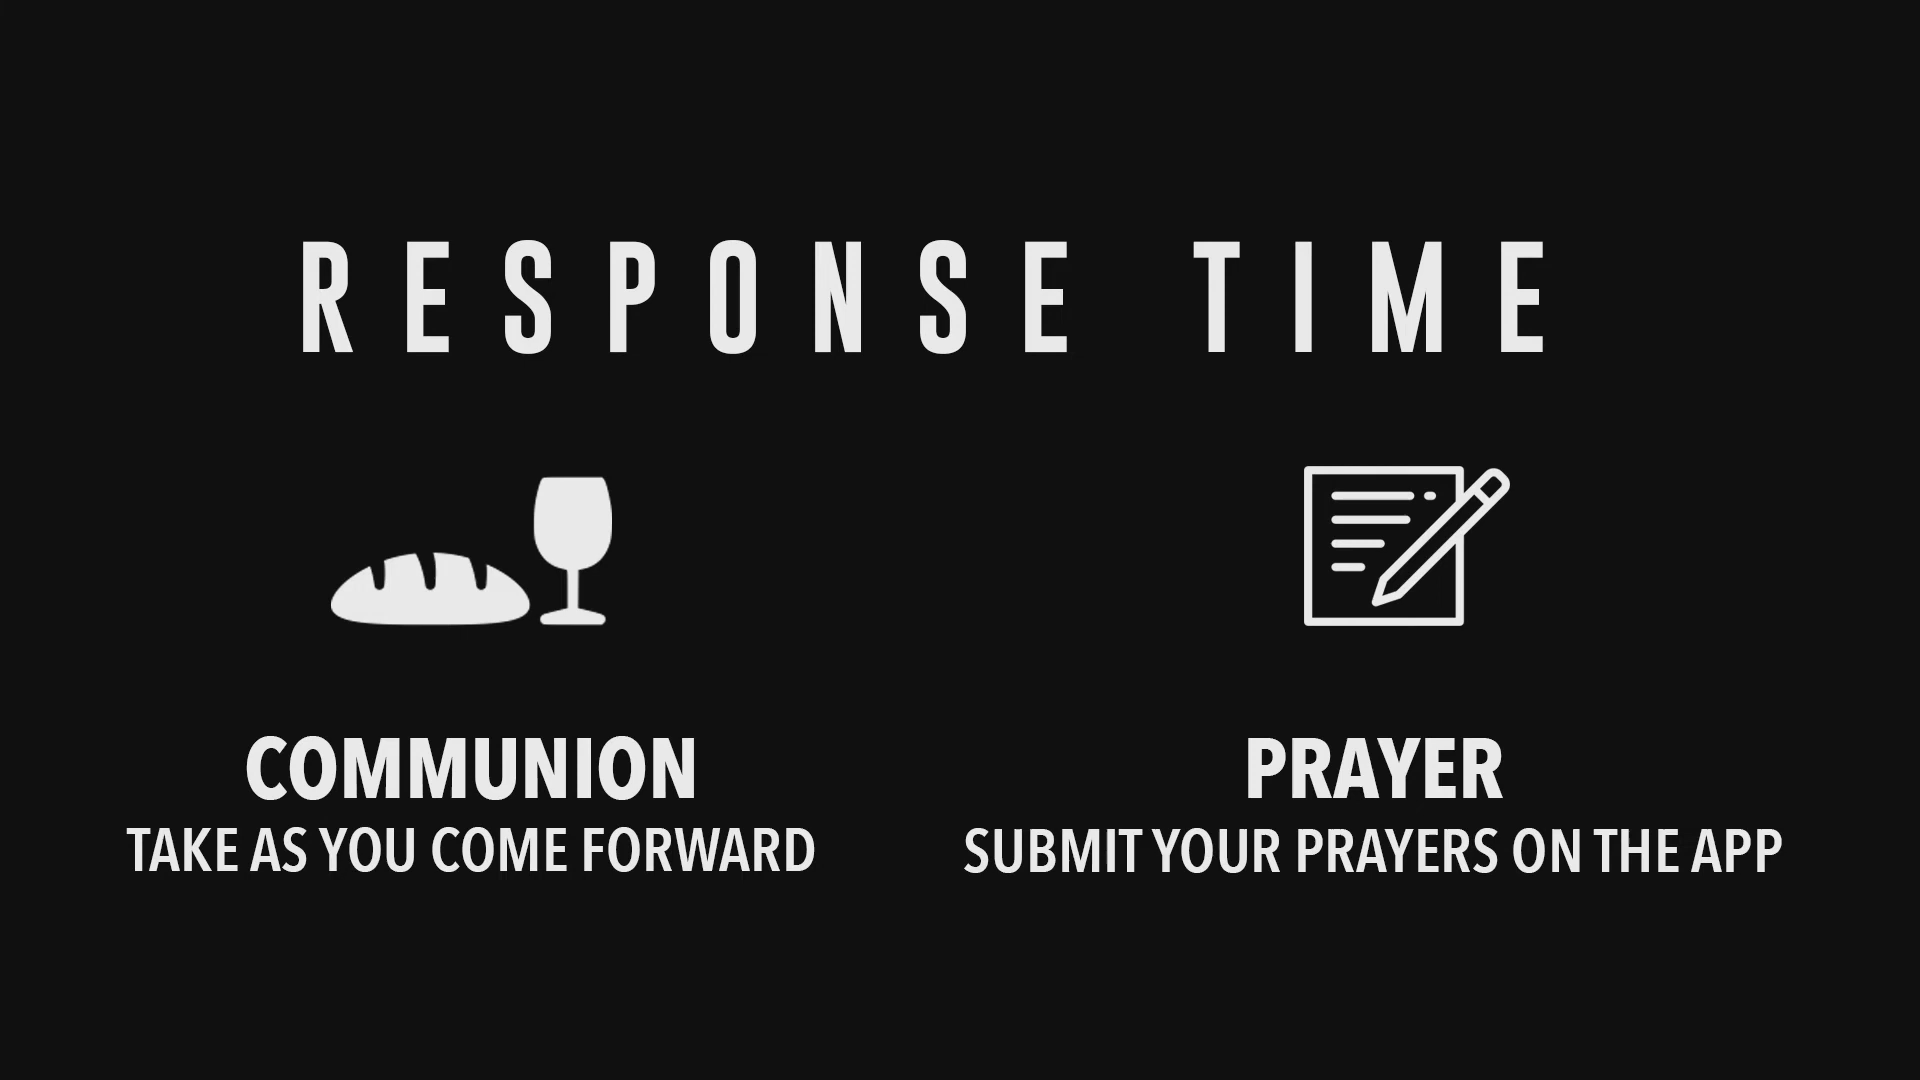 RESPONSE TIME
COMMUNION
TAKE AS YOU COME FORWARD
PRAYER
SUBMIT YOUR PRAYERS ON THE APP